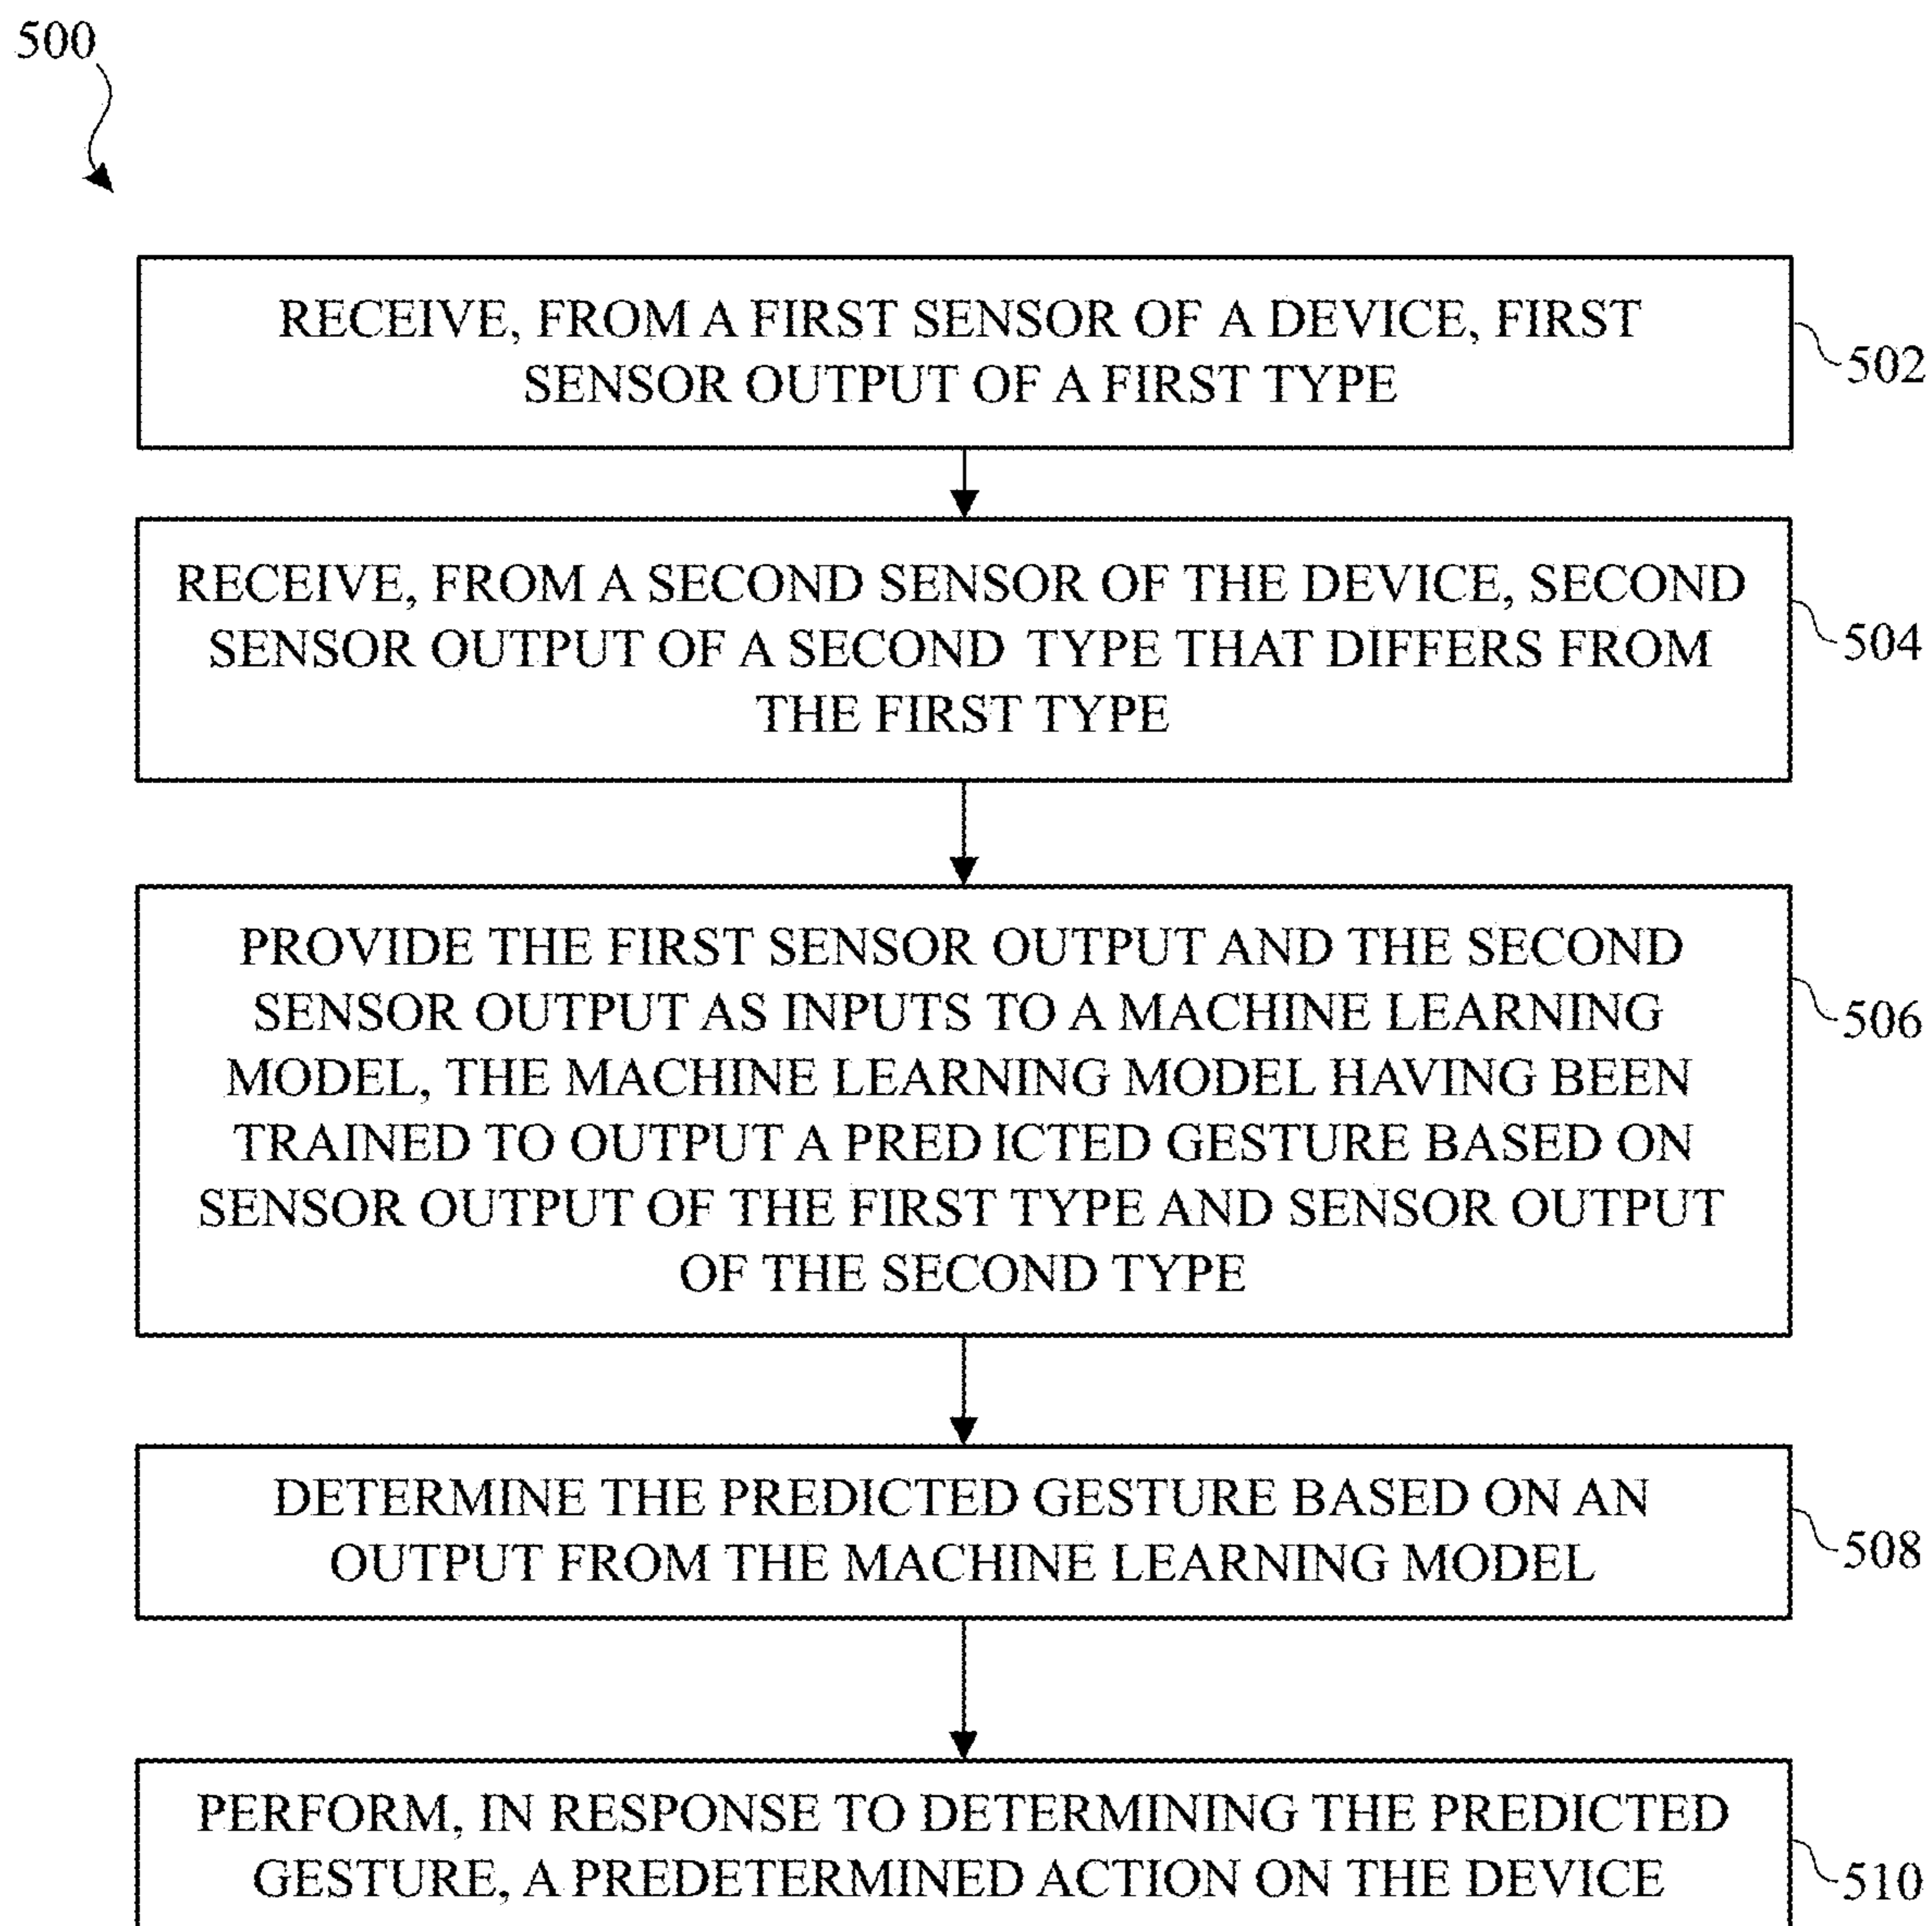 500
RECEIVE, FROM A FIRST SENSOR OF A DEVICE, FIRST
SENSOR OUTPUT OF A FIRST TYPE
502
RECEIVE, FROM A SECOND SENSOR OF THE DEVICE, SECOND
SENSOR OUTPUT OF A SECOND TYPE THAT DIFFERS FROM
THE FIRST TYPE
504
PROVIDE THE FIRST SENSOR OUTPUT AND THE SECOND
SENSOR OUTPUT AS INPUTS TO A MACHINE LEARNING
MODEL, THE MACHINE LEARNING MODEL HAVING BEEN
TRAINED TO OUTPUT A PRED ICTED GESTURE BASED ON
SENSOR OUTPUT OF THE FIRST TYPE AND SENSOR OUTPUT
OF THE SECOND TYPE
506
DETERMINE THE PREDICTED GESTURE BASED ON AN
OUTPUT FROM THE MACHINE LEARNING MODEL
508
PERFORM, IN RESPONSE TO DETERMINING THE PREDICTED
GESTURE, A PREDETERMINED ACTION ON THE DEVICE
510